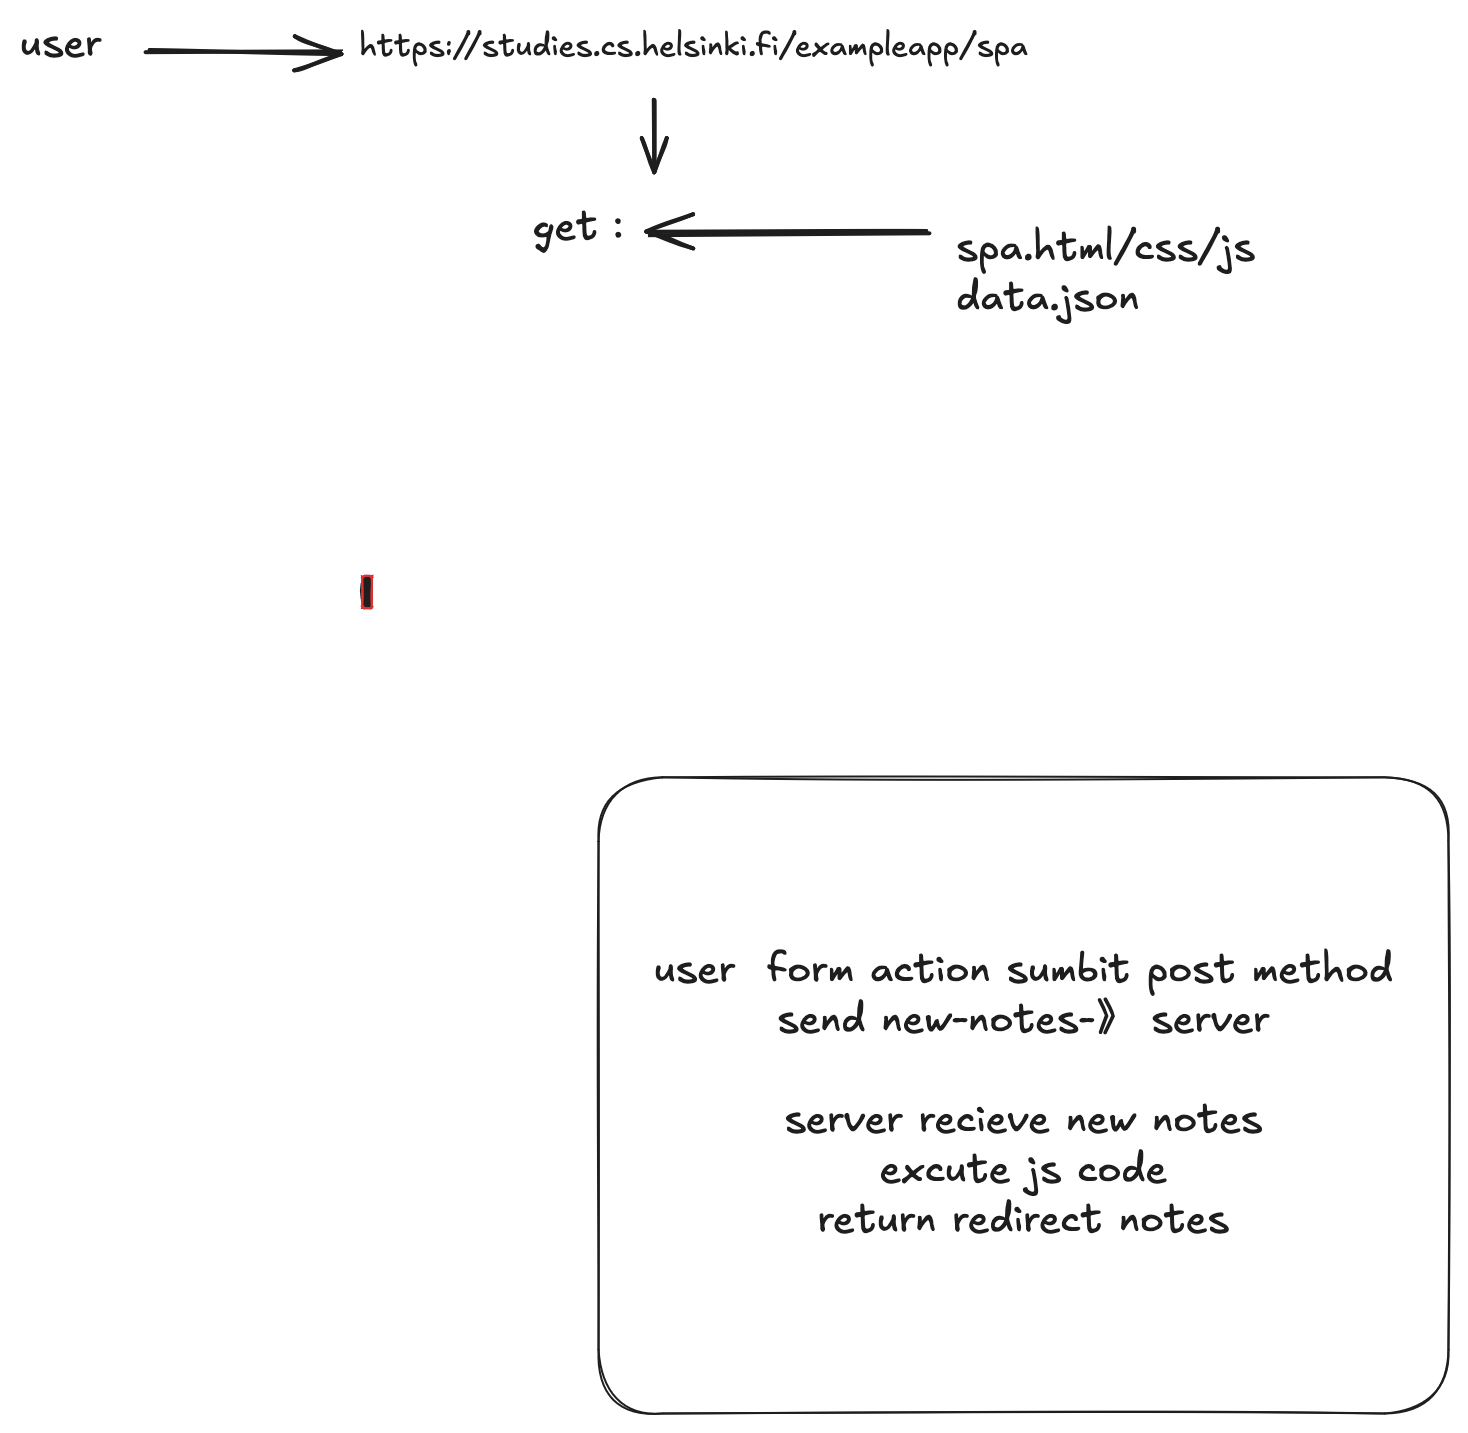 user
https://studies.cs.helsinki.fi/exampleapp/spa
get :
spa.html/css/js
data.json
user  form action sumbit post method
send new-notes-》 server
server recieve new notes
excute js code
return redirect notes